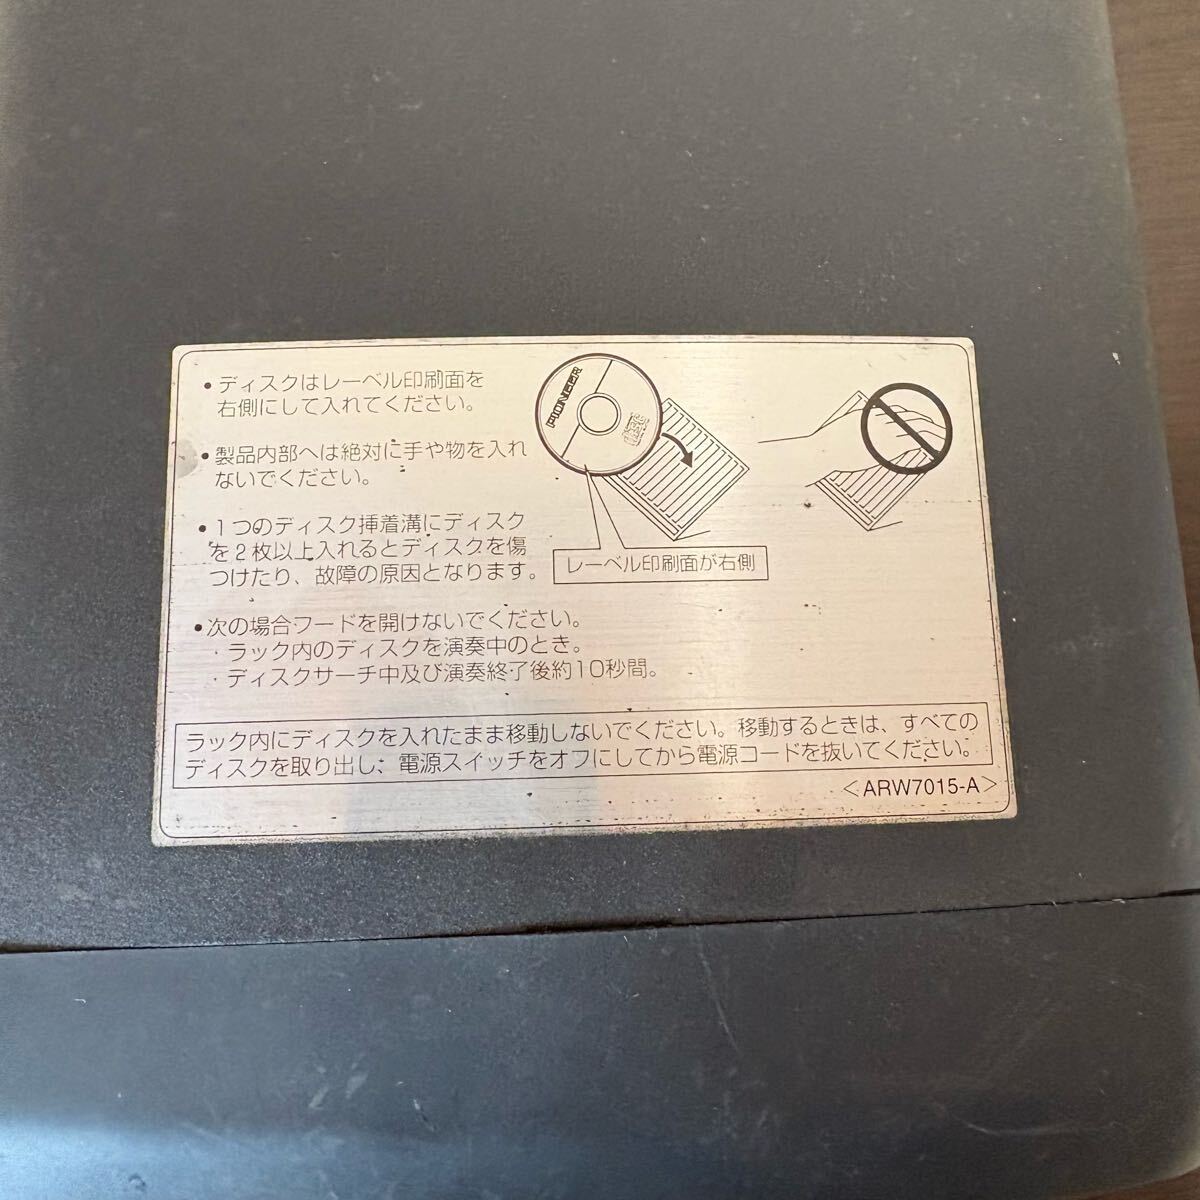 •ディスクはレーベル印刷面を
右側にして入れてください。
•製品内部へは絶対に手や物を入れ
ないでください。
•1つのディスク挿着溝にディスク
を2枚以上入れるとディスクを傷
つけたり、故障の原因となります。
•次の場合フードを開けないでください。
・ラック内のディスクを演奏中のとき。
・ディスクサーチ中及び演奏終了後約10秒間。
PIONEER
レーベル印刷面が右側
ラック内にディスクを入れたまま移動しないでください。移動するときは、すべての
ディスクを取り出し、電源スイッチをオフにしてから電源コードを抜いてください。
<ARW7015-A>